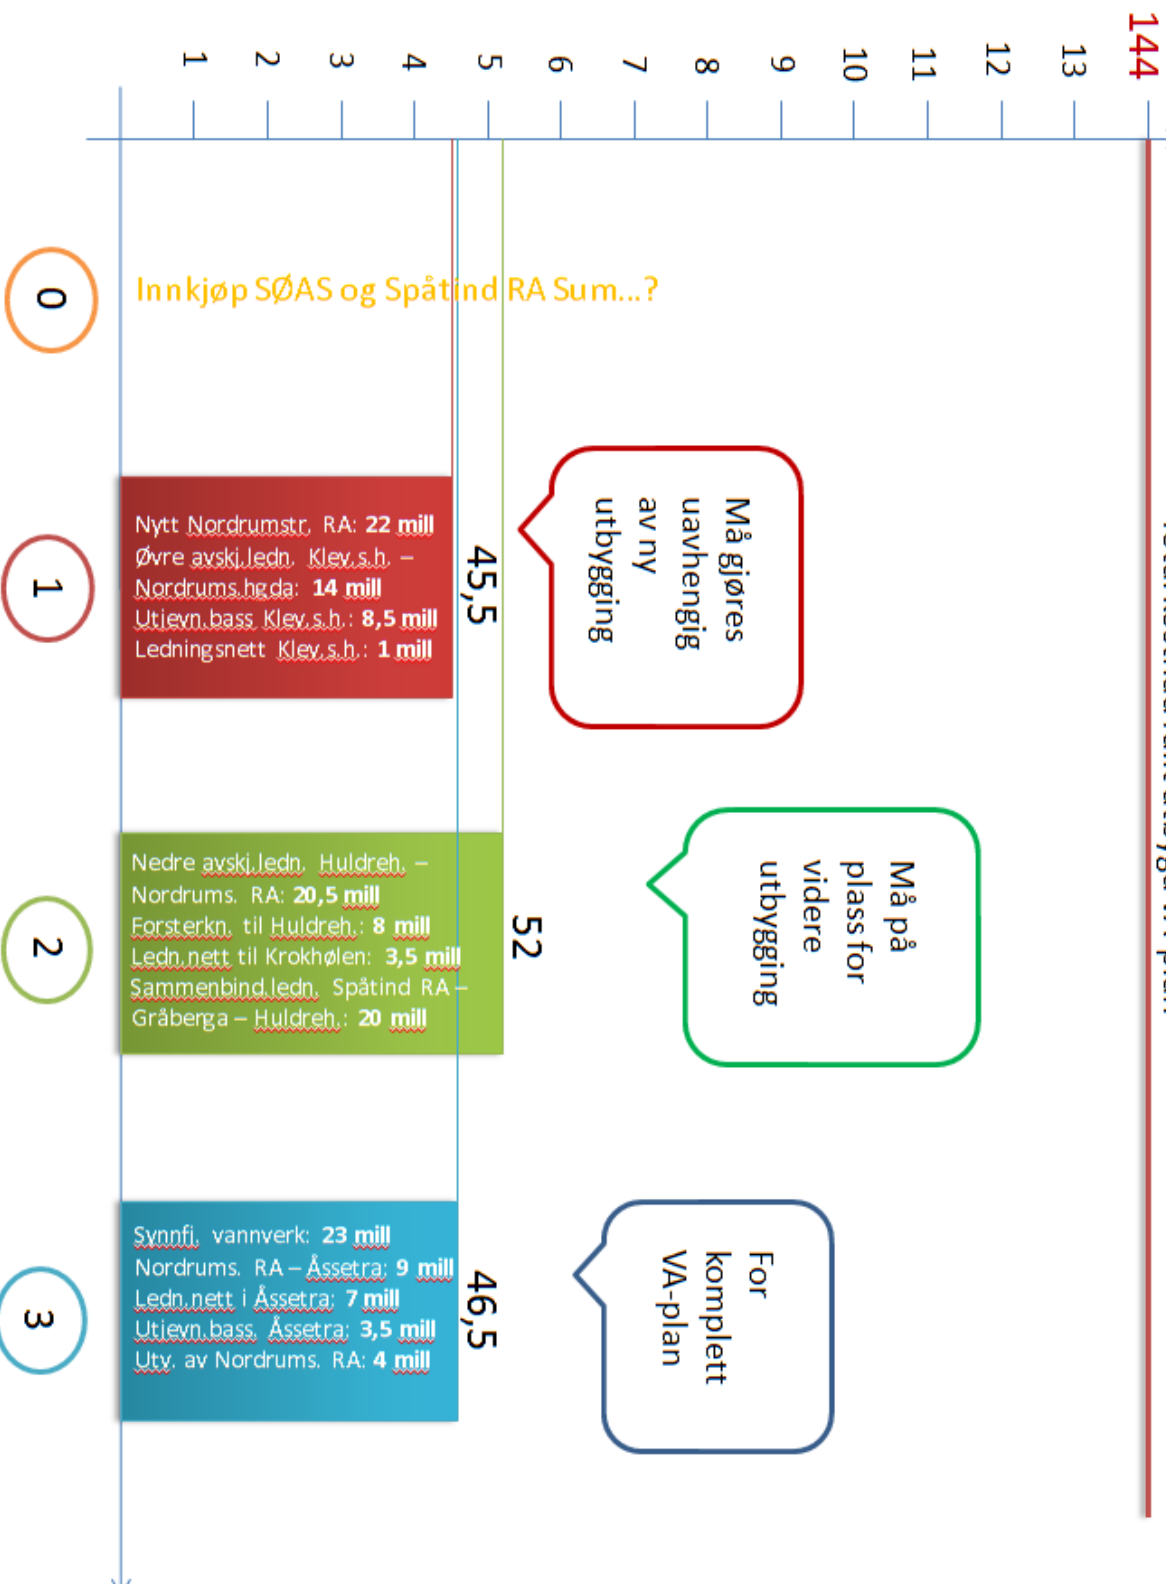 144
13
12
11
10
9
8
7
6
5
4
3
2
1
Innkjøp SØAS og Spåtind RA Sum...?
0
Må gjøres
uavhengig
av ny
utbygging
45,5
Nytt Nordrumstr. RA: 22 mill
Øvre avskj.ledn. Klev.s.h. –
Nordrums.hgda: 14 mill
Utjevn.bass Klev.s.h.: 8,5 mill
Ledningsnett Klev.s.h.: 1 mill
1
Må på
plass for
videre
utbygging
52
Nedre avskj.ledn. Huldreh. –
Nordrums. RA: 20,5 mill
Forsterkn. til Huldreh.: 8 mill
Ledn.nett til Krokhølen: 3,5 mill
Sammenbind.ledn. Spåtind RA –
Gråberga – Huldreh.: 20 mill
2
For
komplett
VA-plan
46,5
Synnfj. vannverk: 23 mill
Nordrums. RA – Åssetra: 9 mill
Ledn.nett i Åssetra: 7 mill
Utjevn.bass. Åssetra: 3,5 mill
Utv. av Nordrums. RA: 4 mill
3